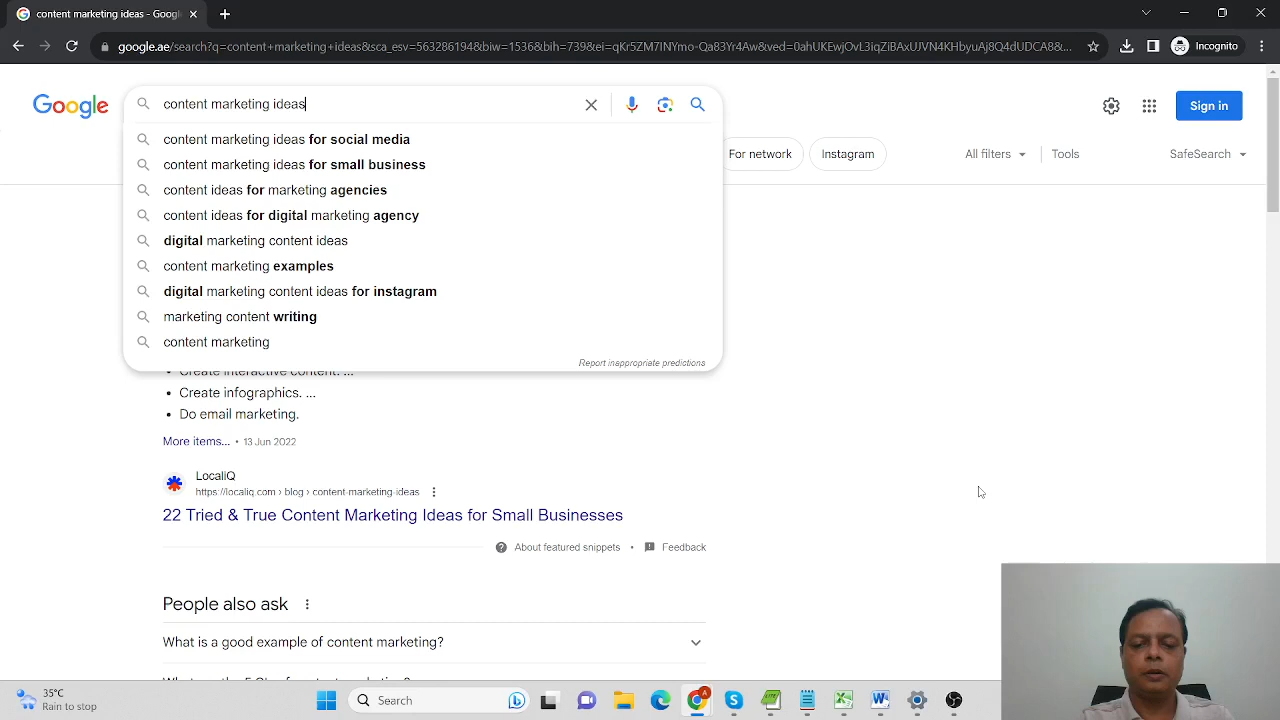 content marketing ideas - Googl
google.ae/search?q=content+marketing+ideas&sca_esv=563286194&biw=1536&bih=739&ei=qKr5ZM7INYmo-Qa83Yr4Aw&ved=0ahUKEwjOvL3iqZiBAxUJVN4KHbyuAj8Q4dUDCA8&...
Incognito
Google
content marketing ideas
Sign in
content marketing ideas for social media
content marketing ideas for small business
content ideas for marketing agencies
content ideas for digital marketing agency
digital marketing content ideas
content marketing examples
digital marketing content ideas for instagram
marketing content writing
content marketing
Report inappropriate predictions
For network
Instagram
All filters
Tools
SafeSearch
• Create interactive content. ...
• Create infographics. ...
• Do email marketing.
More items... • 13 Jun 2022
LocaliQ
https://localiq.com › blog › content-marketing-ideas
22 Tried & True Content Marketing Ideas for Small Businesses
About featured snippets • Feedback
People also ask
What is a good example of content marketing?
35°C
Rain to stop
Search